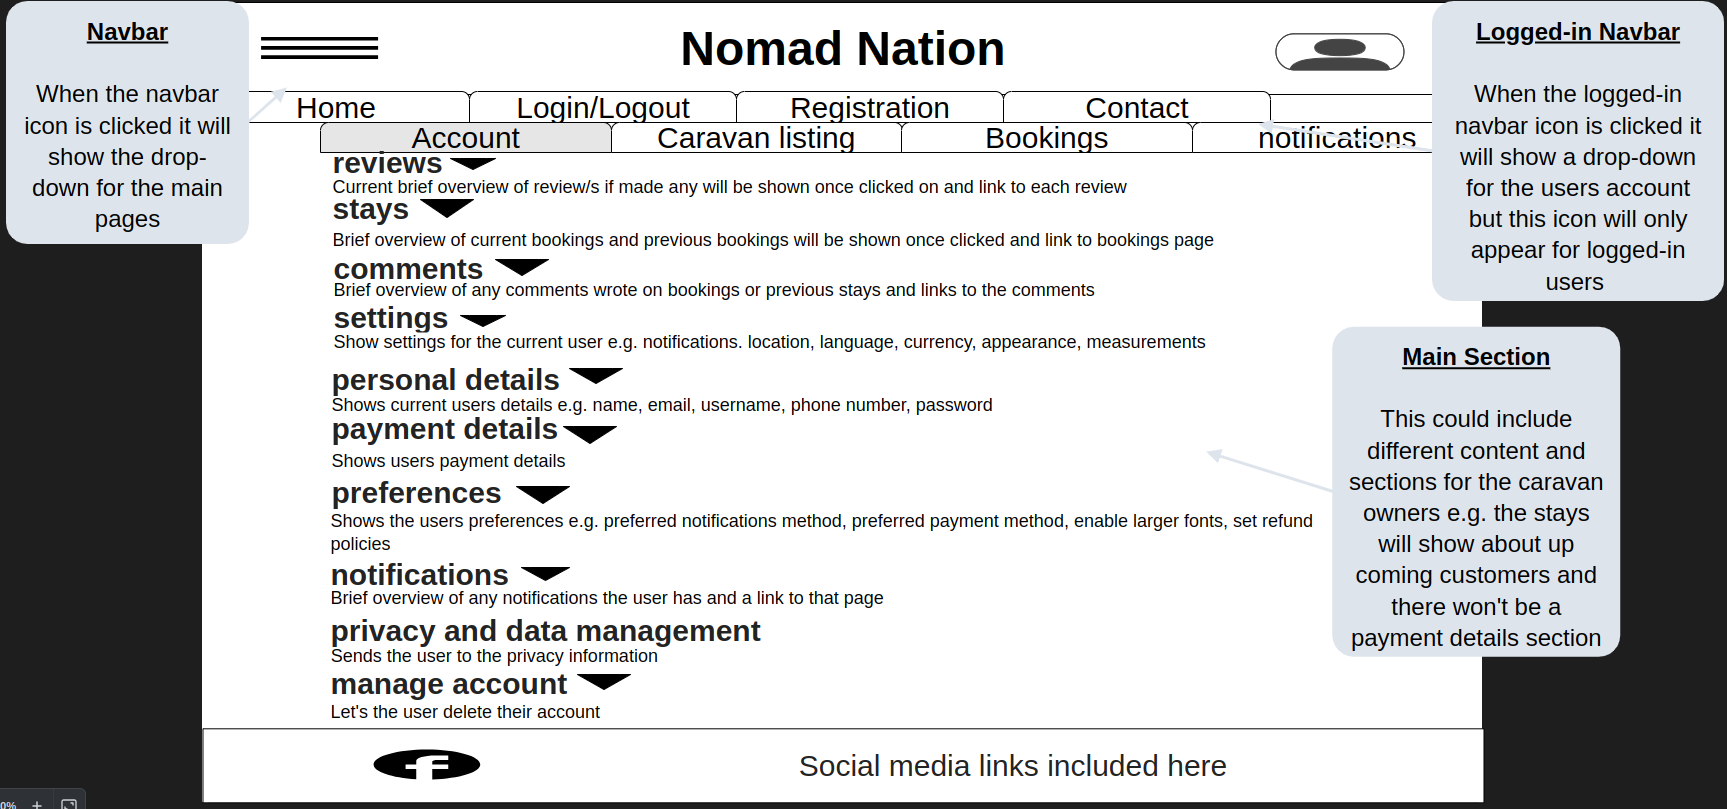 Navbar
When the navbar
icon is clicked it will
show the drop-
down for the main
pages
Nomad Nation
Logged-in Navbar
When the logged-in
navbar icon is clicked it
will show a drop-down
for the users account
but this icon will only
appear for logged-in
users
Home
Login/Logout
Registration
Contact
Account
Caravan listing
Bookings
notifications
reviews
Current brief overview of review/s if made any will be shown once clicked on and link to each review
stays
Brief overview of current bookings and previous bookings will be shown once clicked and link to bookings page
comments
Brief overview of any comments wrote on bookings or previous stays and links to the comments
settings
Show settings for the current user e.g. notifications. location, language, currency, appearance, measurements
personal details
Shows current users details e.g. name, email, username, phone number, password
payment details
Shows users payment details
preferences
Shows the users preferences e.g. preferred notifications method, preferred payment method, enable larger fonts, set refund
policies
notifications
Brief overview of any notifications the user has and a link to that page
privacy and data management
Sends the user to the privacy information
manage account
Let's the user delete their account
Main Section
This could include
different content and
sections for the caravan
owners e.g. the stays
will show about up
coming customers and
there won't be a
payment details section
f
Social media links included here
0%
+